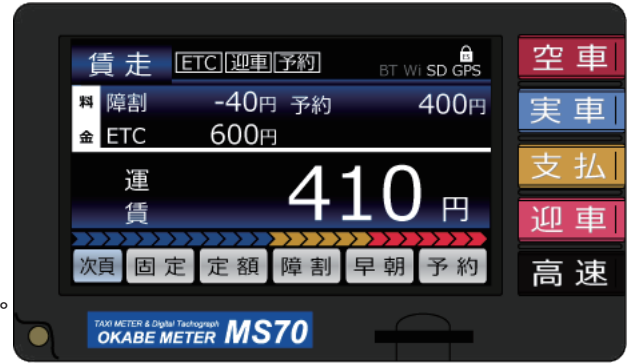 賃走 ETC 迎車 予約 BT Wi SD GPS
料金
障割 -40円 予約 400円
ETC 600円
運賃 410円
次頁 固定 定額 障割 早朝 予約
空車
実車
支払
迎車
高速
。
TAXI METER & Digital Tachograph
OKABE METER MS70